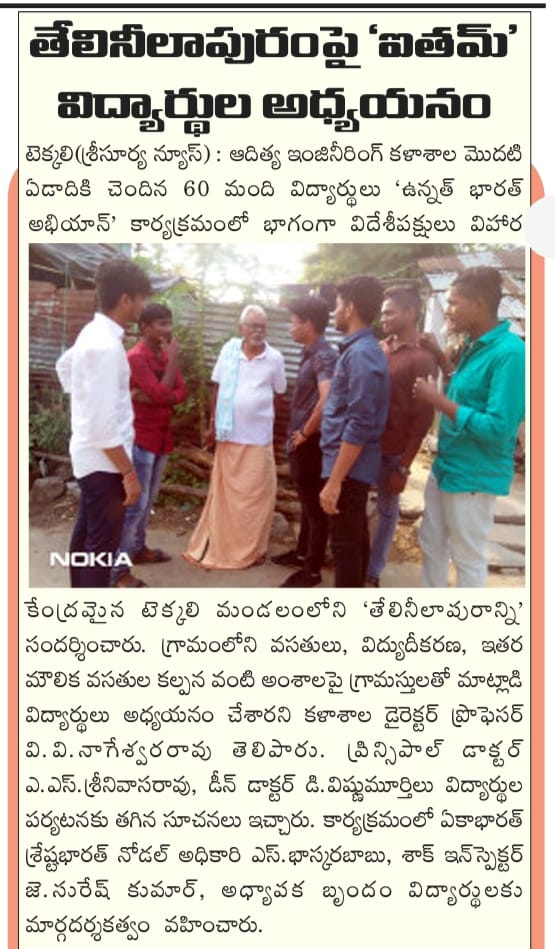 తేలినీలాపురంపై ‘ఐతమ్’
విద్యార్థుల అధ్యయనం
టెక్కలి(శ్రీసూర్య న్యూస్) : ఆదిత్య ఇంజినీరింగ్ కళాశాల మొదటి
ఏడాదికి చెందిన 60 మంది విద్యార్థులు ‘ఉన్నత్ భారత్
అభియాన్’ కార్యక్రమంలో భాగంగా విదేశీపక్షులు విహార
NOKIA
కేంద్రమైన టెక్కలి మండలంలోని ‘తేలినీలాపురాన్ని’
సందర్శించారు. గ్రామంలోని వసతులు, విద్యుదీకరణ, ఇతర
మౌలిక వసతుల కల్పన వంటి అంశాలపై గ్రామస్తులతో మాట్లాడి
విద్యార్థులు అధ్యయనం చేశారని కళాశాల డైరెక్టర్ ప్రొఫెసర్
వి.వి.నాగేశ్వరరావు తెలిపారు. ప్రిన్సిపాల్ డాక్టర్
ఎ.ఎస్.శ్రీనివాసరావు, డీన్ డాక్టర్ డి.విష్ణుమూర్తిలు విద్యార్థుల
పర్యటనకు తగిన సూచనలు ఇచ్చారు. కార్యక్రమంలో ఏకాభారత్
శ్రేష్టభారత్ నోడల్ అధికారి ఎస్.భాస్కరబాబు, శాక్ ఇన్‌స్పెక్టర్
జె.సురేష్ కుమార్, అధ్యాపక బృందం విద్యార్థులకు
మార్గదర్శకత్వం వహించారు.